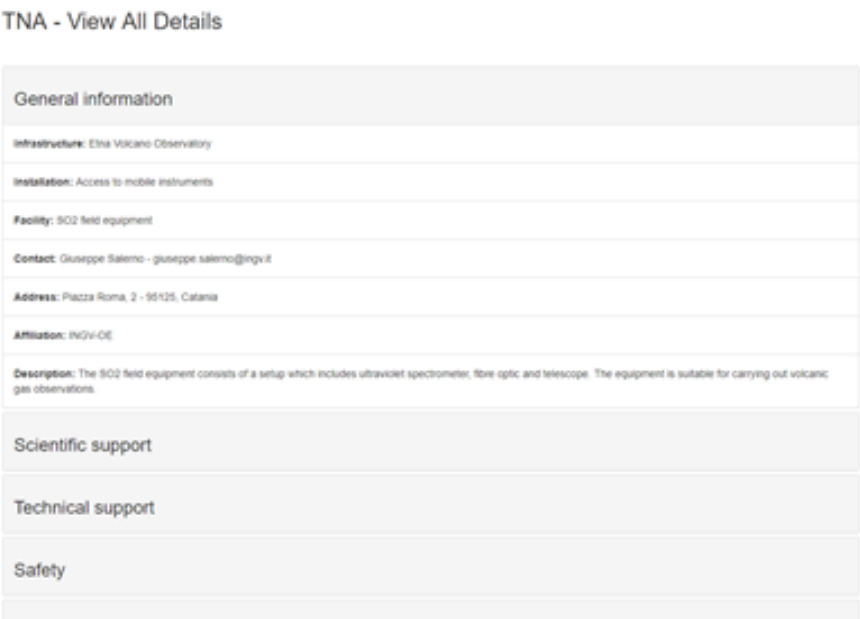 TNA - View All Details
General information
Infrastructure: Etna Volcano Observatory
Installation: Access to mobile instruments
Facility: SO2 field equipment
Contact: Giuseppe Salerno - giuseppe.salerno@ingv.it
Address: Piazza Roma, 2 - 95125, Catania
Affiliation: INGV-OE
Description: The SO2 field equipment consists of a setup which includes ultraviolet spectrometer, fibre optic and telescope. The equipment is suitable for carrying out volcanic
gas observations.
Scientific support
Technical support
Safety